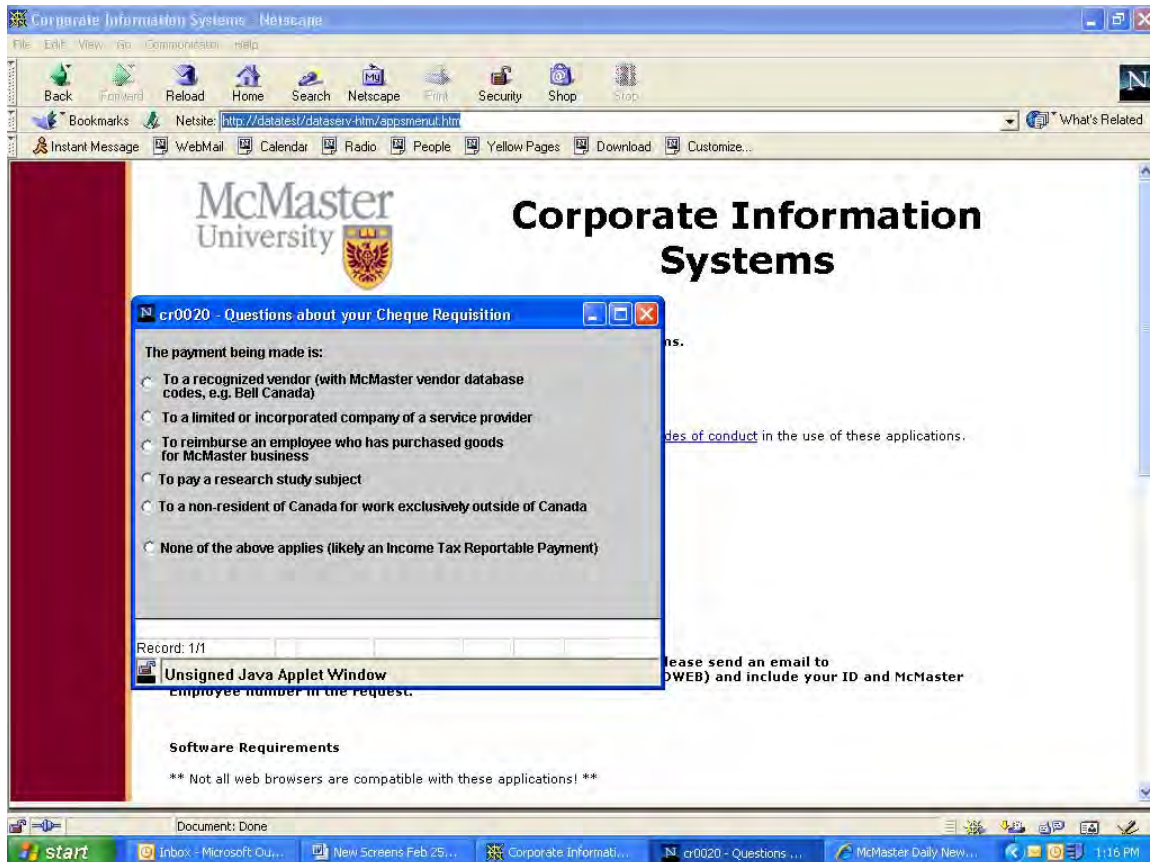 Corporate Information Systems - Netscape
File Edit View Go Communicator Help
Back Forward Reload Home Search Netscape Print Security Shop Stop
Bookmarks Netsite: http://datatest/dataserv-htm/appsmenut.htm What's Related
Instant Message WebMail Calendar Radio People Yellow Pages Download Customize...
McMaster
University
Corporate Information
Systems
cr0020 - Questions about your Cheque Requisition
ns.
The payment being made is:
To a recognized vendor (with McMaster vendor database
codes, e.g. Bell Canada)
To a limited or incorporated company of a service provider
To reimburse an employee who has purchased goods
for McMaster business
des of conduct in the use of these applications.
To pay a research study subject
To a non-resident of Canada for work exclusively outside of Canada
None of the above applies (likely an Income Tax Reportable Payment)
Record: 1/1
Unsigned Java Applet Window
lease send an email to
OWEB) and include your ID and McMaster
Employee number in the request.
Software Requirements
** Not all web browsers are compatible with these applications! **
Document: Done
start Inbox - Microsoft Ou... New Screens Feb 25... Corporate Informati... cr0020 - Questions ... McMaster Daily New... 1:16 PM